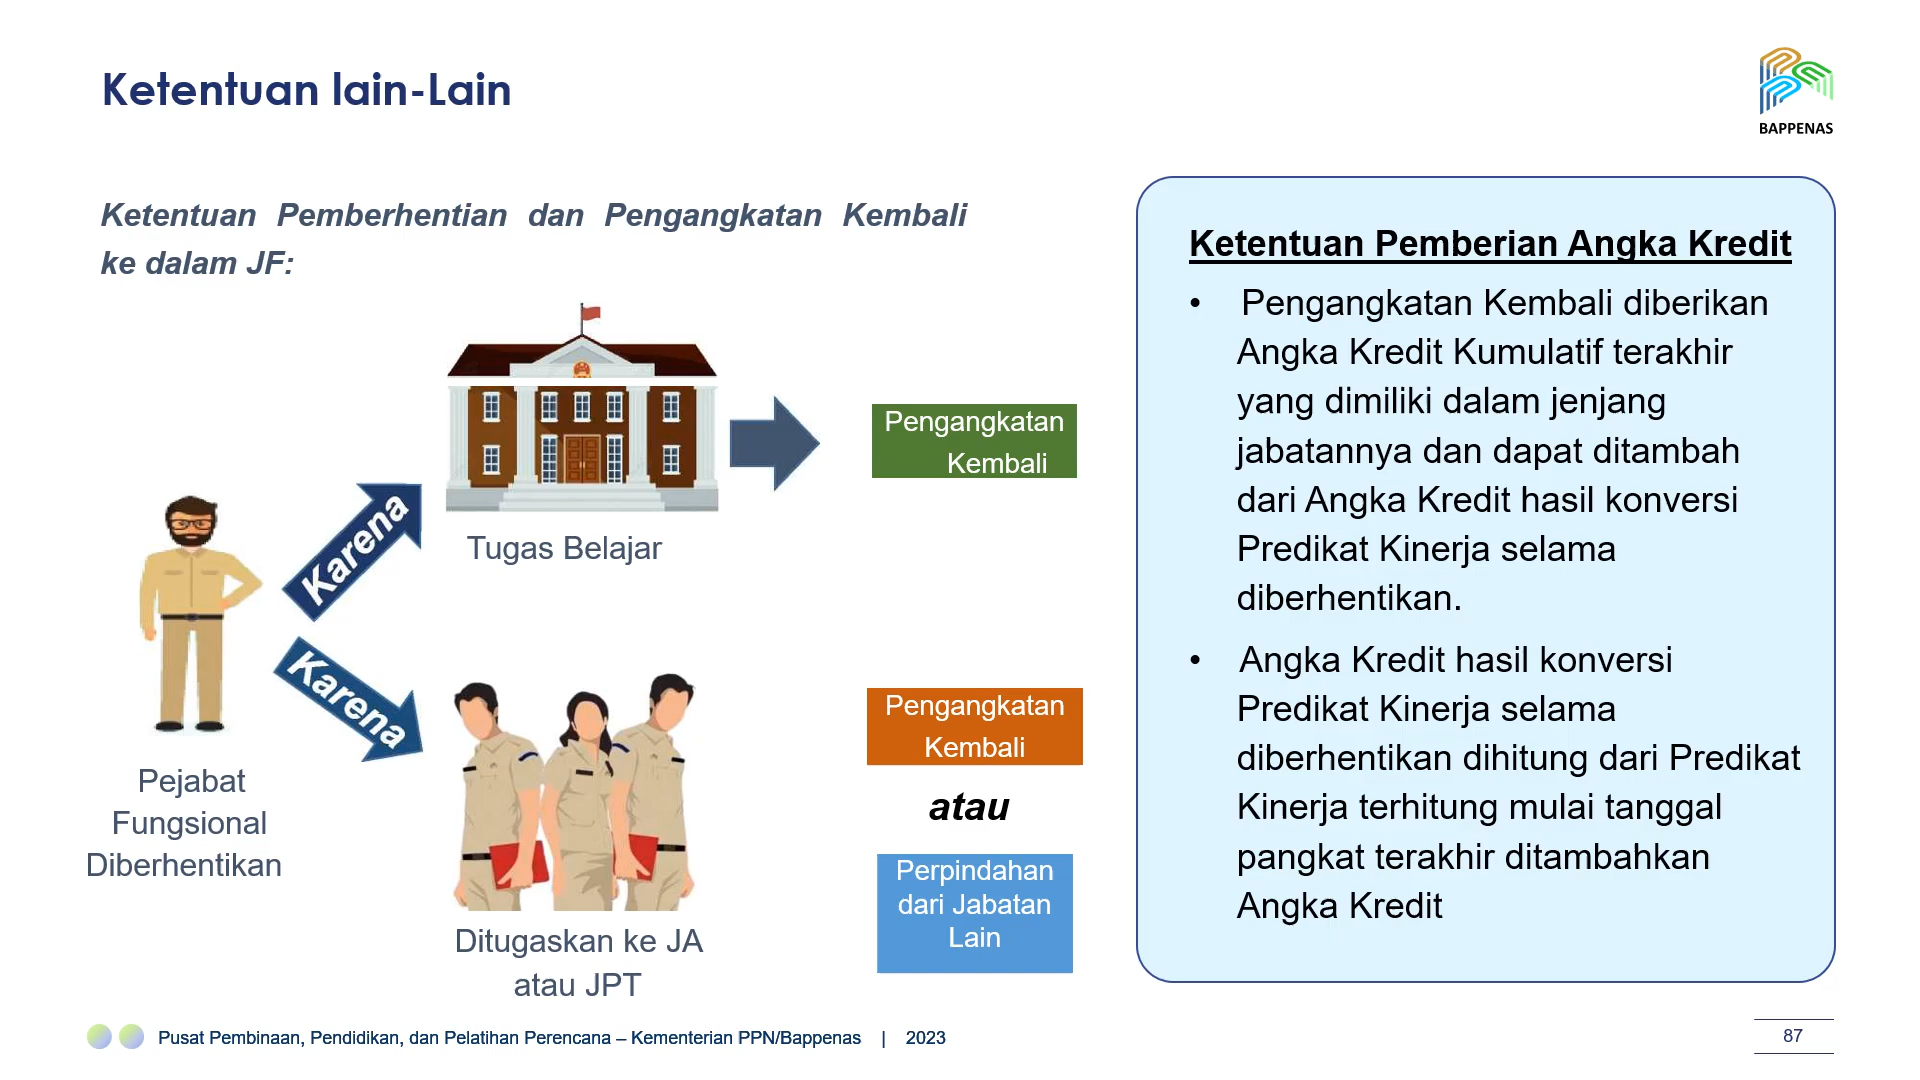 Ketentuan lain-Lain
BAPPENAS
Ketentuan Pemberhentian dan Pengangkatan Kembali
ke dalam JF:
Karena
Tugas Belajar
Pengangkatan
Kembali
Karena
Pejabat
Fungsional
Diberhentikan
Ditugaskan ke JA
atau JPT
Pengangkatan
Kembali
atau
Perpindahan
dari Jabatan
Lain
Ketentuan Pemberian Angka Kredit
• Pengangkatan Kembali diberikan
Angka Kredit Kumulatif terakhir
yang dimiliki dalam jenjang
jabatannya dan dapat ditambah
dari Angka Kredit hasil konversi
Predikat Kinerja selama
diberhentikan.
• Angka Kredit hasil konversi
Predikat Kinerja selama
diberhentikan dihitung dari Predikat
Kinerja terhitung mulai tanggal
pangkat terakhir ditambahkan
Angka Kredit
Pusat Pembinaan, Pendidikan, dan Pelatihan Perencana – Kementerian PPN/Bappenas | 2023
87